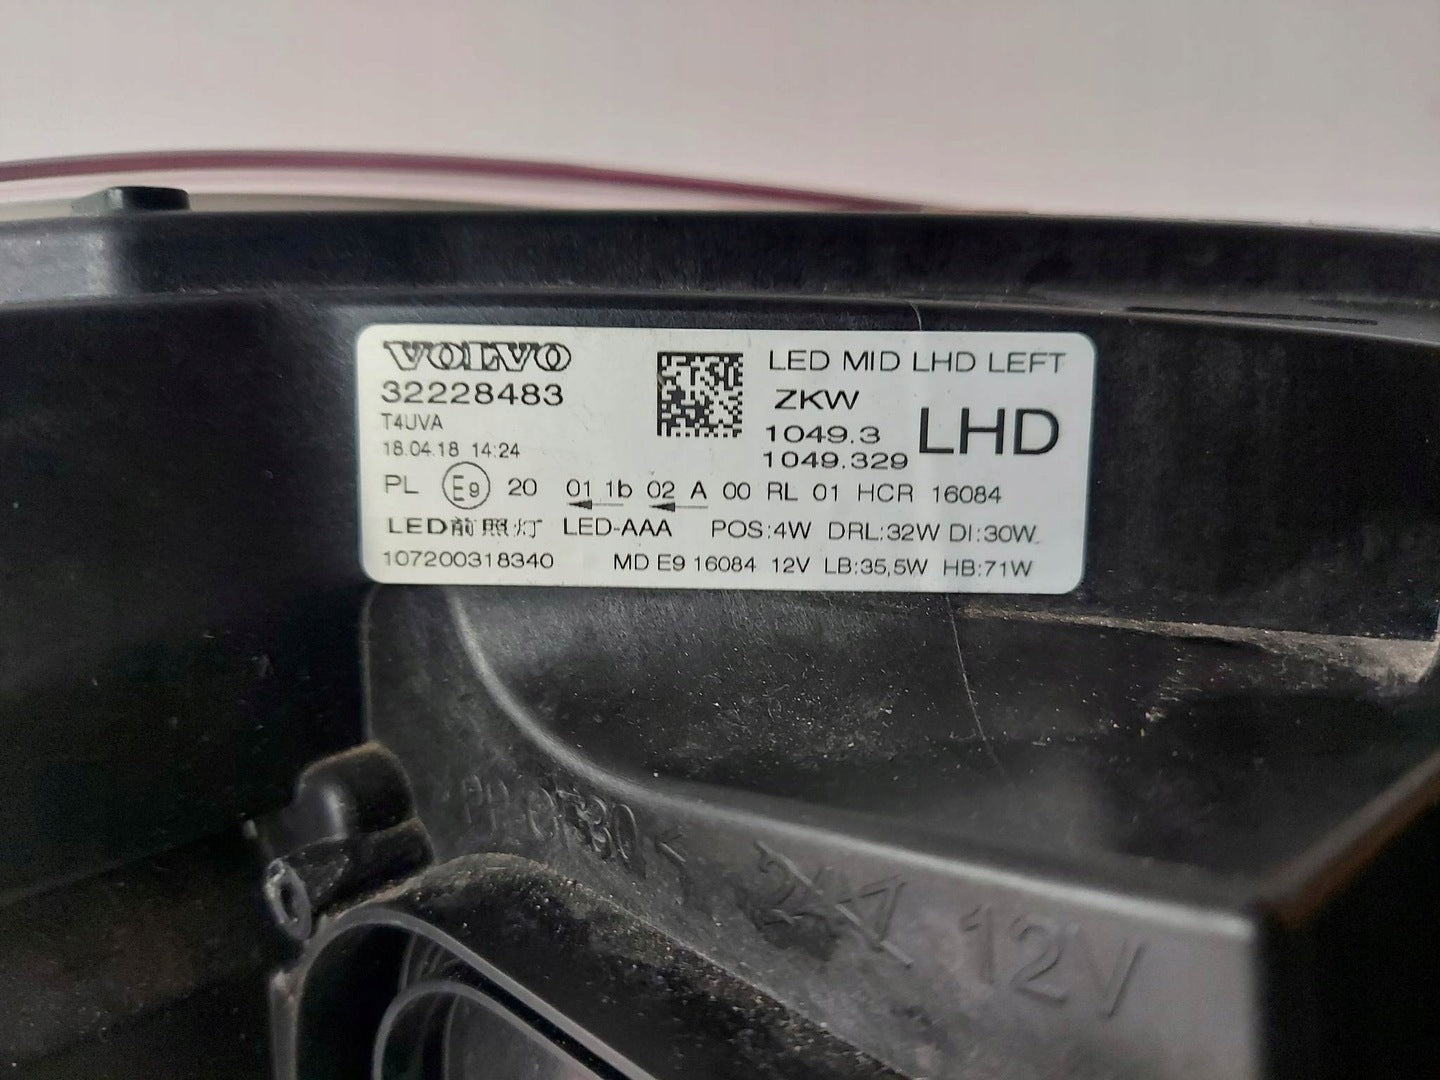 VOLVO
32228483
T4UVA
18.04.18 14:24
LED MID LHD LEFT
ZKW
1049.3
1049.329
LHD
PL E9 20 01 1b 02 A 00 RL 01 HCR 16084
LED前照灯 LED-AAA POS:4W DRL:32W DI:30W
107200318340 MD E9 16084 12V LB:35,5W HB:71W
12V